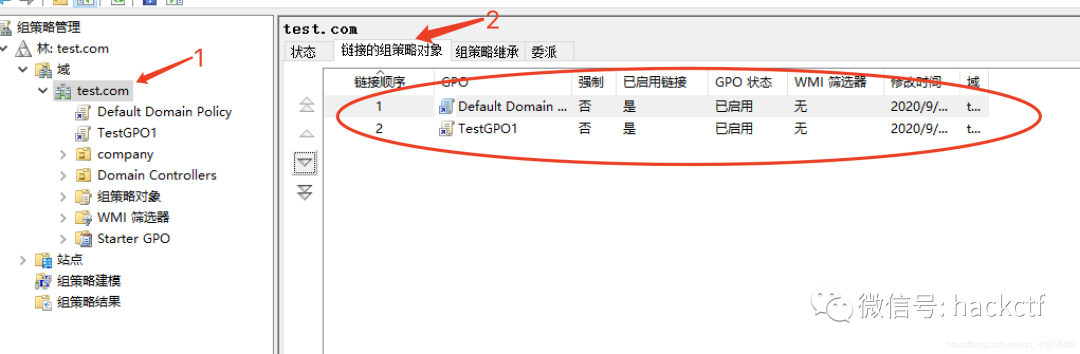 组策略管理
林: test.com
域
test.com
Default Domain Policy
TestGPO1
company
Domain Controllers
组策略对象
WMI 筛选器
Starter GPO
站点
组策略建模
组策略结果
1
2
test.com
状态 链接的组策略对象 组策略继承 委派
链接顺序 GPO 强制 已启用链接 GPO 状态 WMI 筛选器 修改时间 域
1 Default Domain ... 否 是 已启用 无 2020/9/... t...
2 TestGPO1 否 是 已启用 无 2020/9/... t...
微信号: hackctf